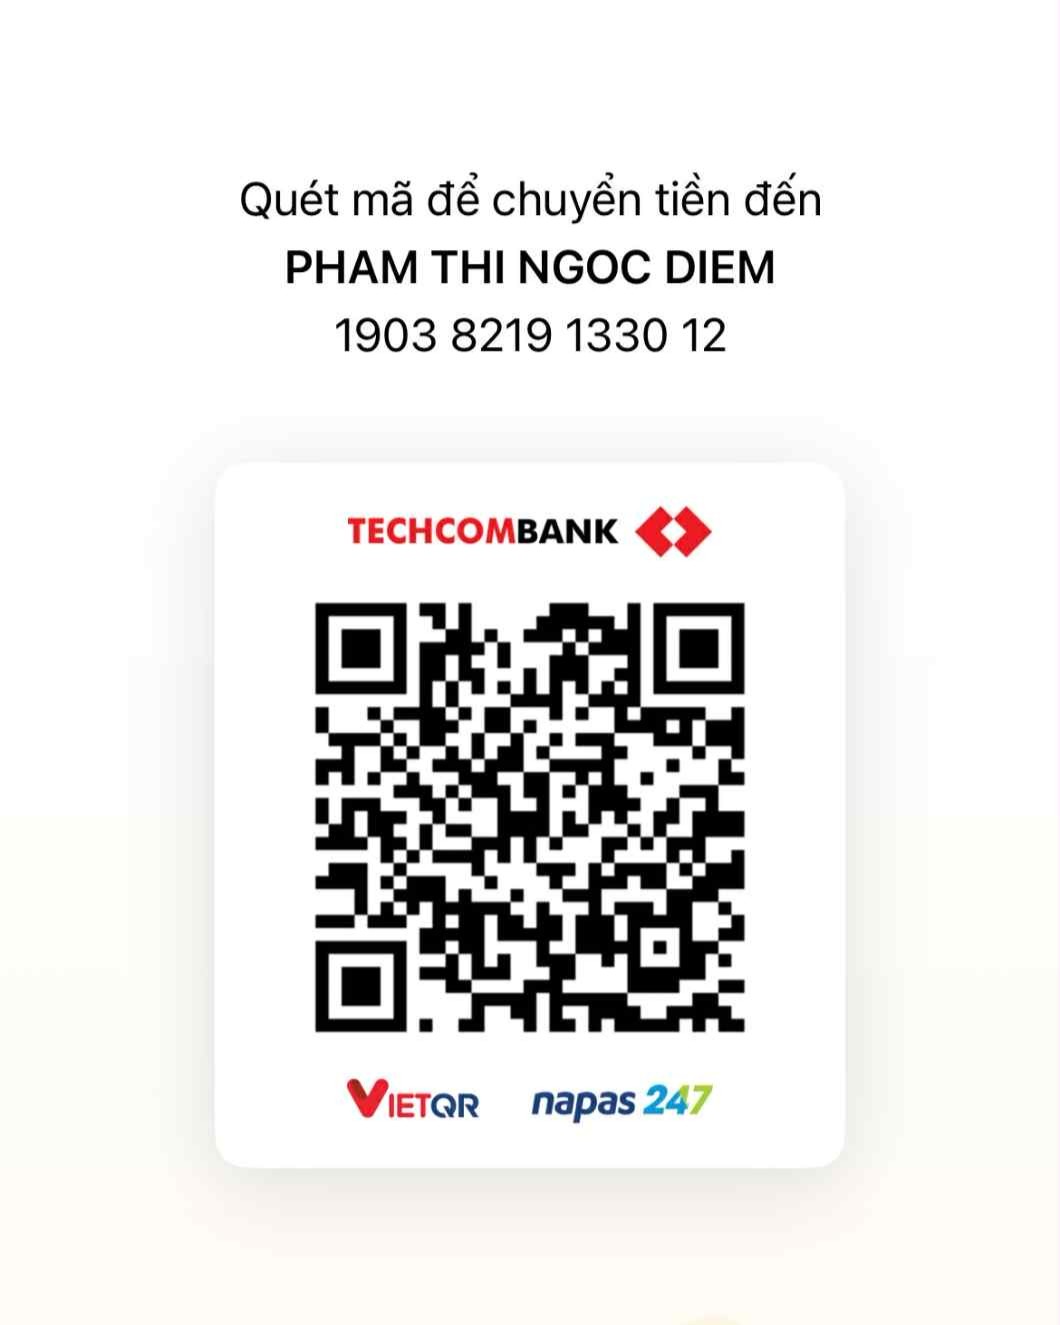 Quét mã để chuyển tiền đến
PHAM THI NGOC DIEM
1903 8219 1330 12
TECHCOMBANK
VIETQR napas 247